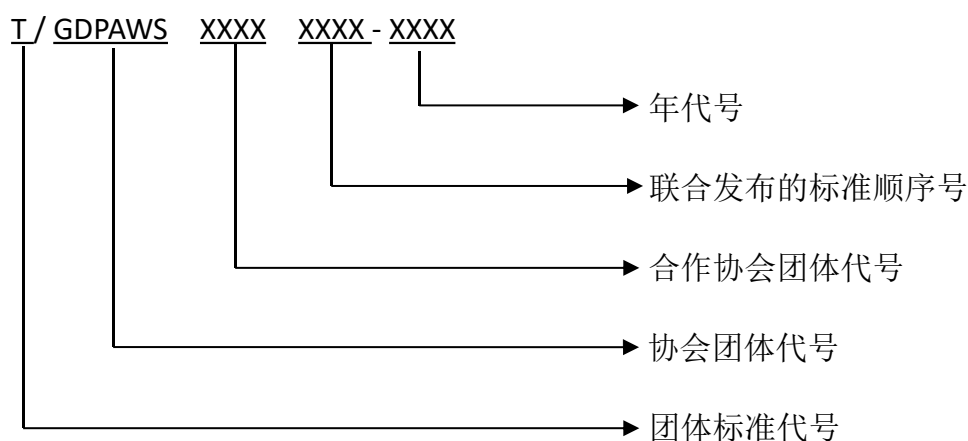 T / GDPAWS XXXX XXXX - XXXX
年代号
联合发布的标准顺序号
合作协会团体代号
协会团体代号
团体标准代号